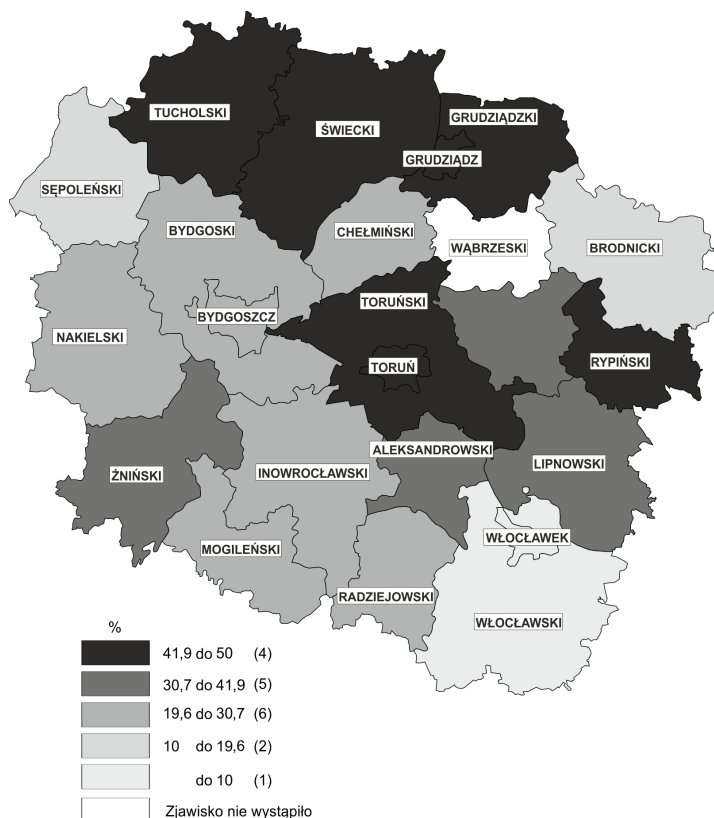 TUCHOLSKI
ŚWIECKI
GRUDZIĄDZKI
GRUDZIĄDZ
SĘPOLEŃSKI
BYDGOSKI
CHEŁMIŃSKI
WĄBRZESKI
BRODNICKI
TORUŃSKI
BYDGOSZCZ
NAKIELSKI
TORUŃ
RYPIŃSKI
ALEKSANDROWSKI
ŻNIŃSKI
INOWROCŁAWSKI
LIPNOWSKI
WŁOCŁAWEK
MOGILEŃSKI
RADZIEJOWSKI
WŁOCŁAWSKI
%
41,9 do 50 (4)
30,7 do 41,9 (5)
19,6 do 30,7 (6)
10 do 19,6 (2)
do 10 (1)
Zjawisko nie wystąpiło